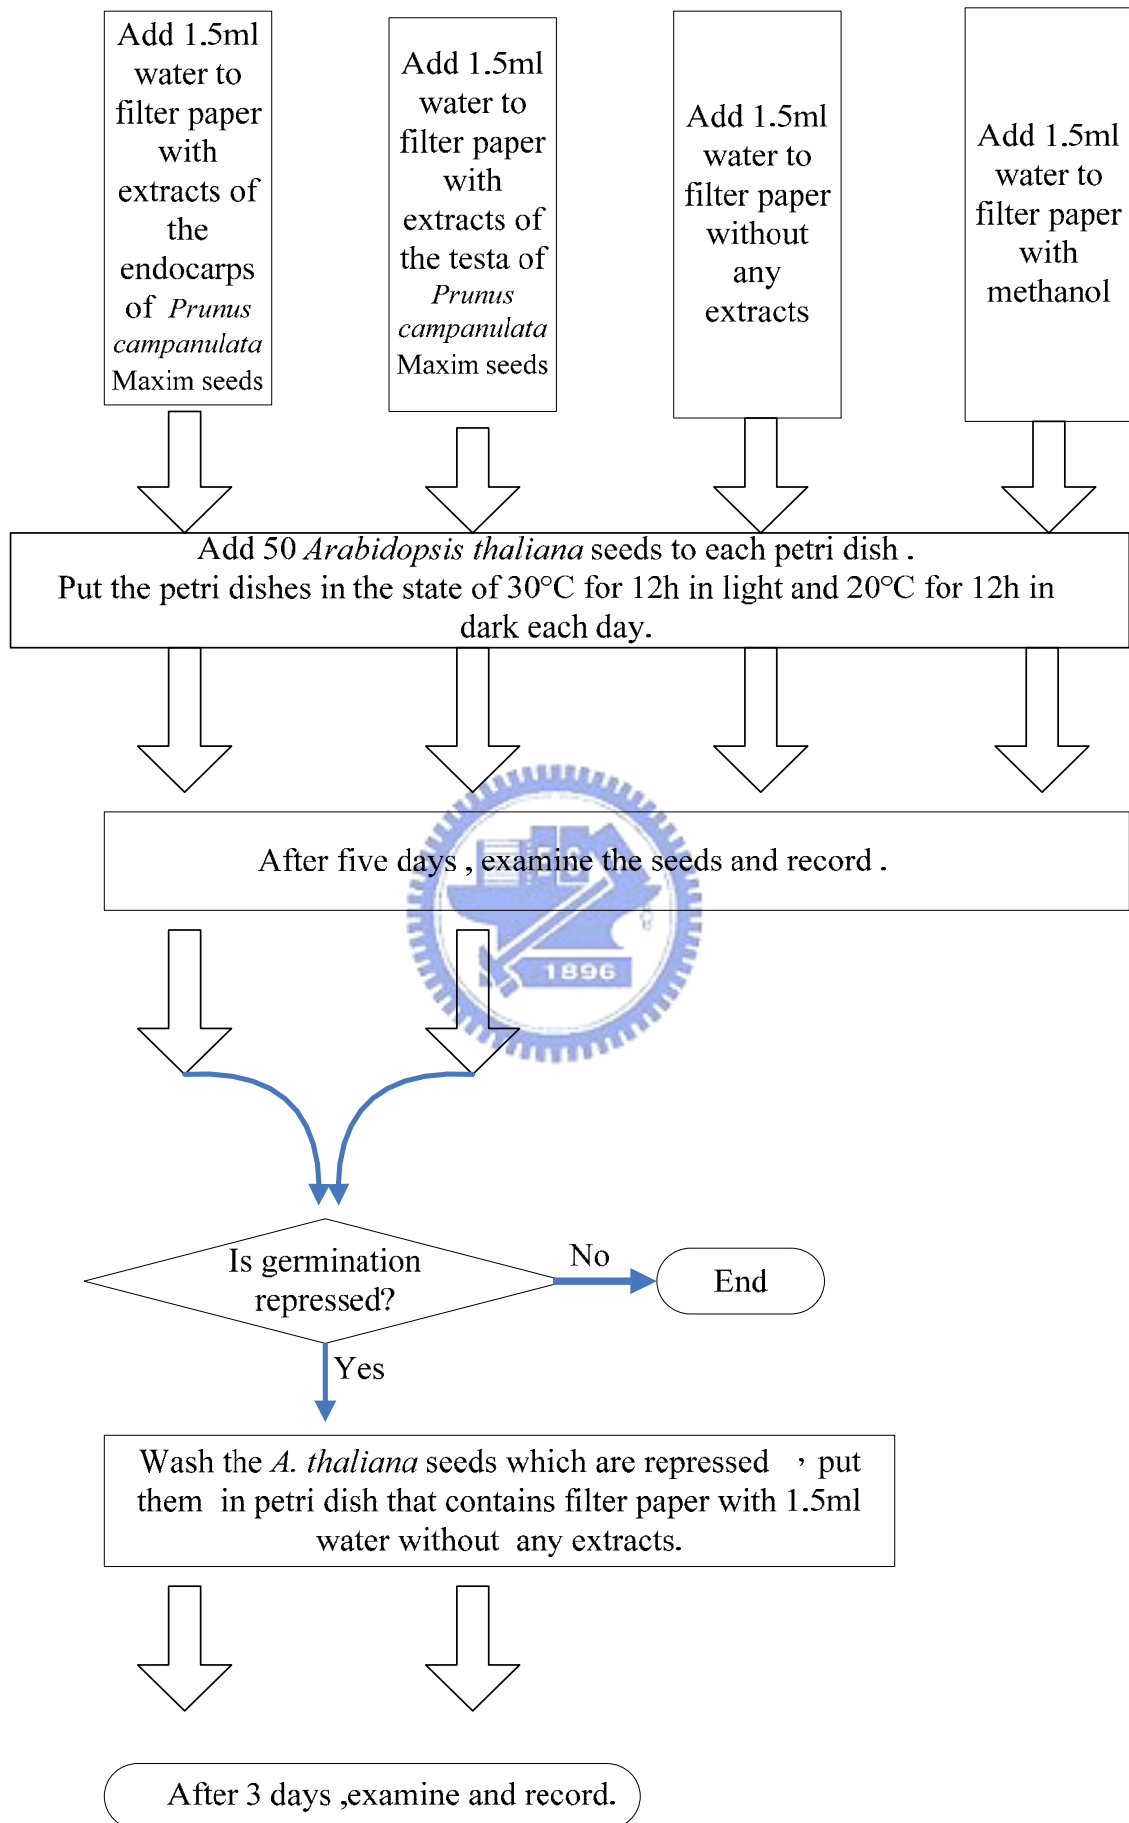 Add 1.5ml
water to
filter paper
with
extracts of
the
endocarps
of Prunus
campanulata
Maxim seeds
Add 1.5ml
water to
filter paper
with
extracts of
the testa of
Prunus
campanulata
Maxim seeds
Add 1.5ml
water to
filter paper
without
any
extracts
Add 1.5ml
water to
filter paper
with
methanol
Add 50 Arabidopsis thaliana seeds to each petri dish .
Put the petri dishes in the state of 30°C for 12h in light and 20°C for 12h in
dark each day.
After five days , examine the seeds and record .
1896
Is germination
repressed?
No
End
Yes
Wash the A. thaliana seeds which are repressed ，put
them in petri dish that contains filter paper with 1.5ml
water without any extracts.
After 3 days ,examine and record.